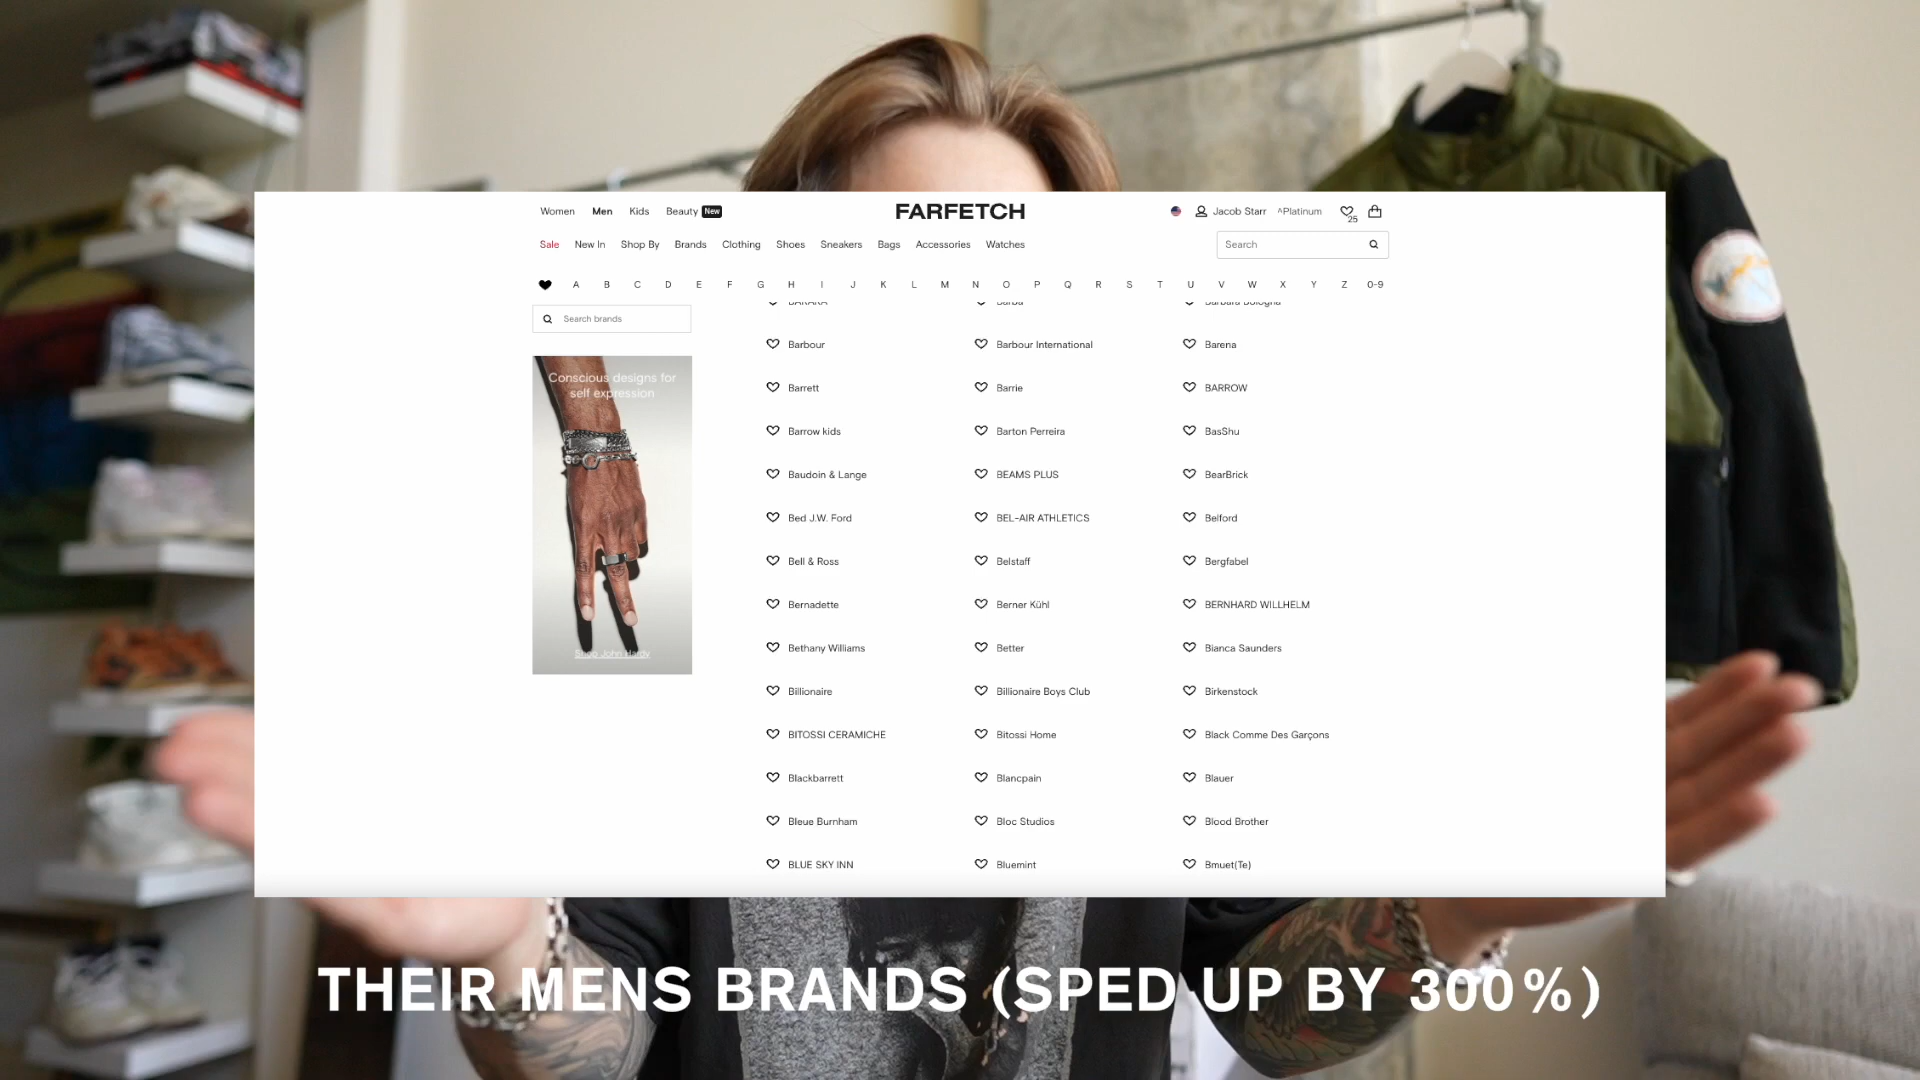 Women Men Kids Beauty New FARFETCH Jacob Starr ^Platinum 25
Sale New In Shop By Brands Clothing Shoes Sneakers Bags Accessories Watches Search
A B C D E F G H I J K L M N O P Q R S T U V W X Y Z 0-9
Search brands
Conscious designs for
self expression
Shop John Hardy
Barbour Barbour International Barena
Barrett Barrie BARROW
Barrow kids Barton Perreira BasShu
Baudoin & Lange BEAMS PLUS BearBrick
Bed J.W. Ford BEL-AIR ATHLETICS Belford
Bell & Ross Belstaff Bergfabel
Bernadette Berner Kühl BERNHARD WILLHELM
Bethany Williams Better Bianca Saunders
Billionaire Billionaire Boys Club Birkenstock
BITOSSI CERAMICHE Bitossi Home Black Comme Des Garçons
Blackbarrett Blancpain Blauer
Bleue Burnham Bloc Studios Blood Brother
BLUE SKY INN Bluemint Bmuet(Te)
THEIR MENS BRANDS (SPED UP BY 300%)